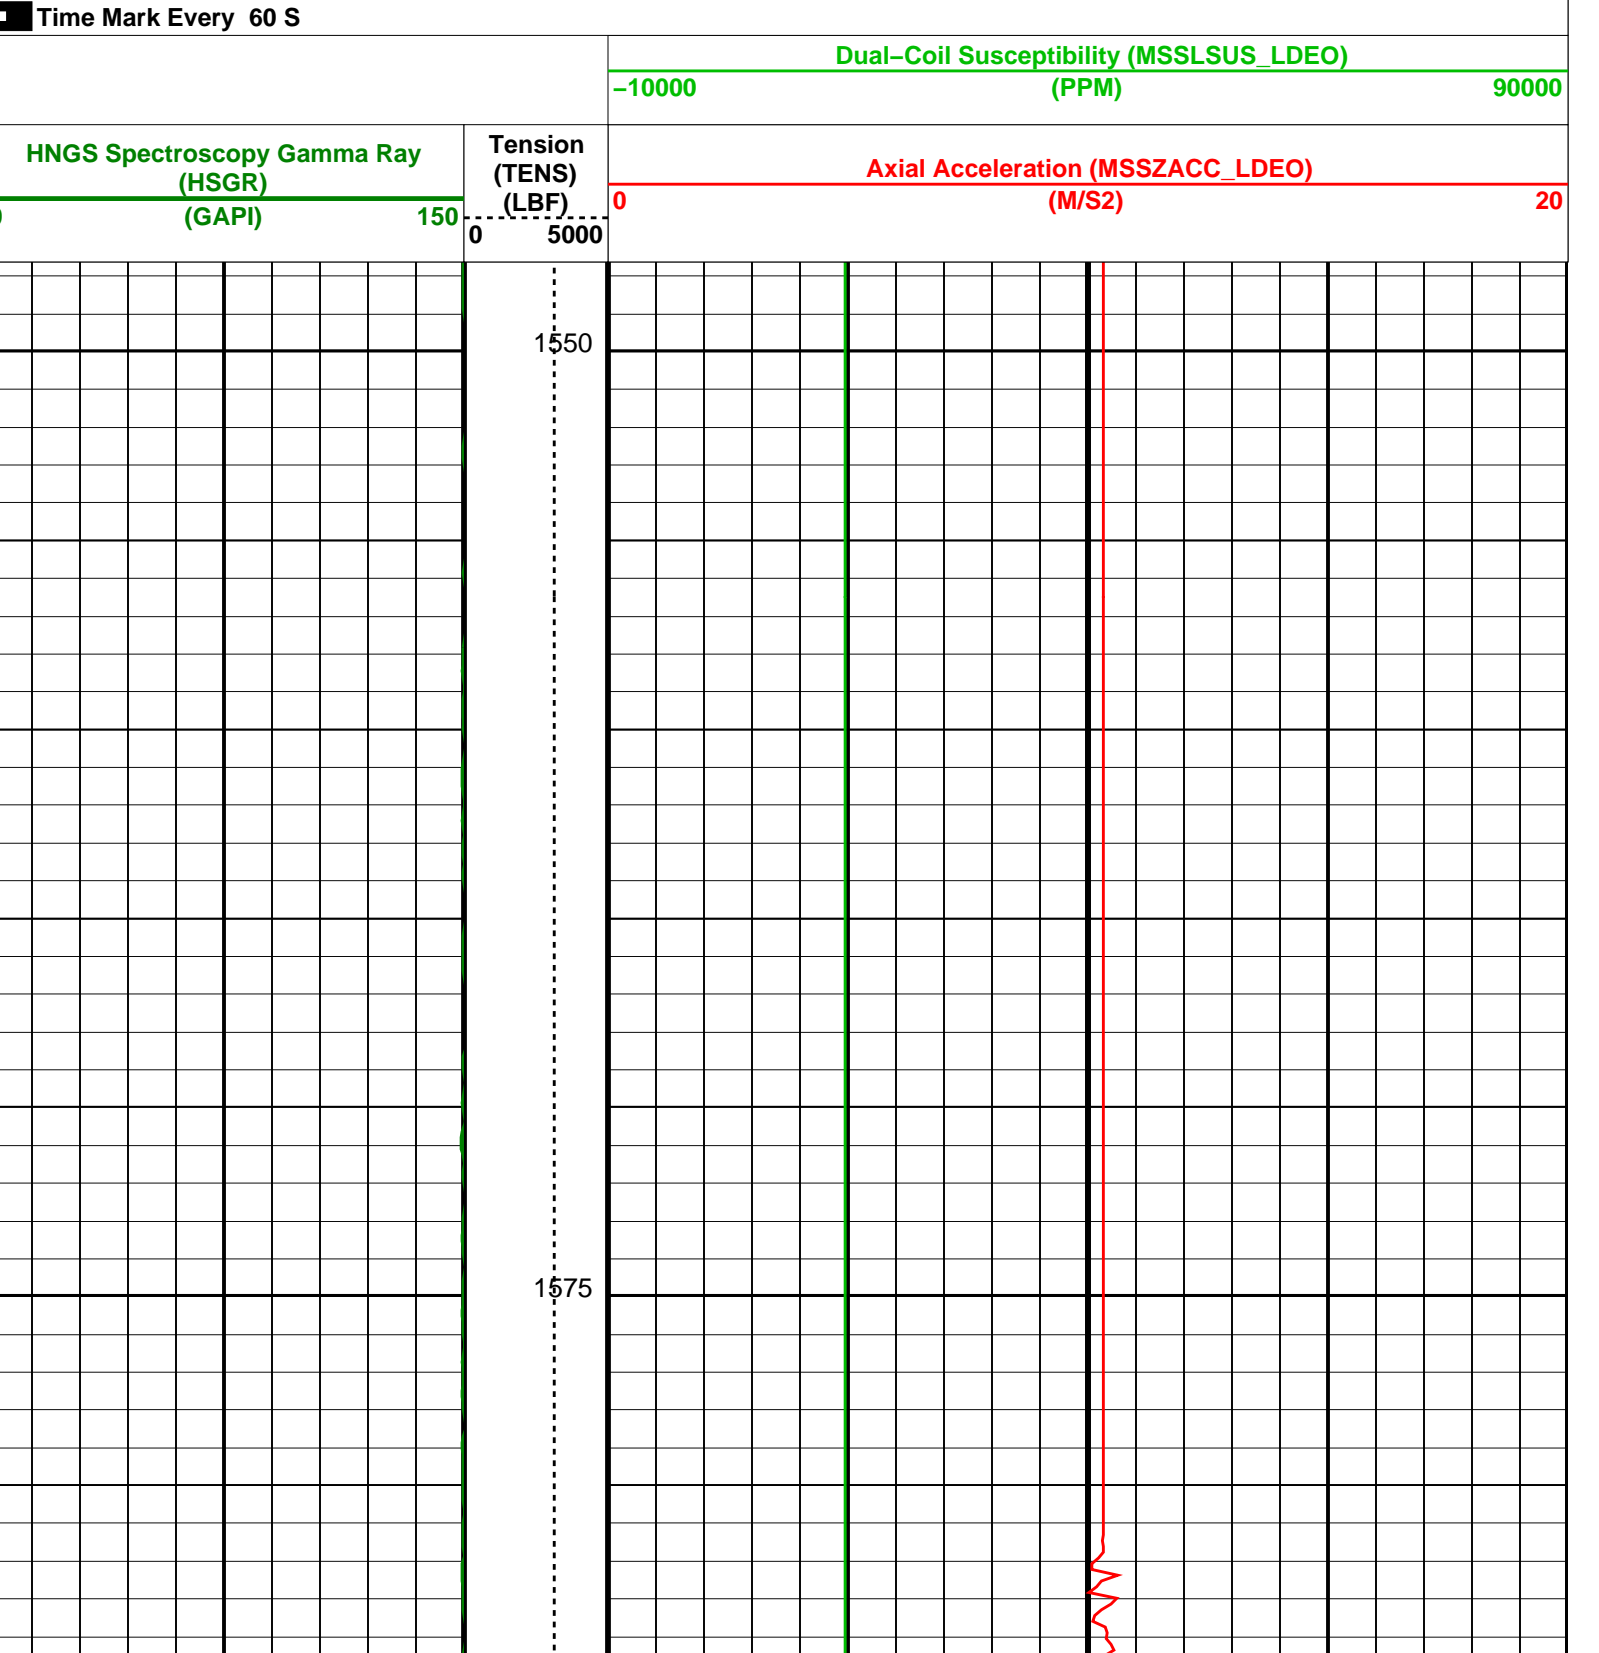 Time Mark Every 60 S
Dual−Coil Susceptibility (MSSLSUS_LDEO)
−10000 (PPM) 90000
HNGS Spectroscopy Gamma Ray
(HSGR)
(GAPI) 150
Tension
(TENS)
(LBF)
0 5000
Axial Acceleration (MSSZACC_LDEO)
0 (M/S2) 20
1550
1575